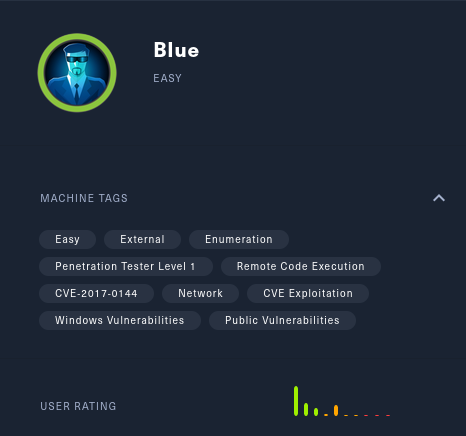 Blue
EASY
MACHINE TAGS
Easy External Enumeration
Penetration Tester Level 1 Remote Code Execution
CVE-2017-0144 Network CVE Exploitation
Windows Vulnerabilities Public Vulnerabilities
USER RATING